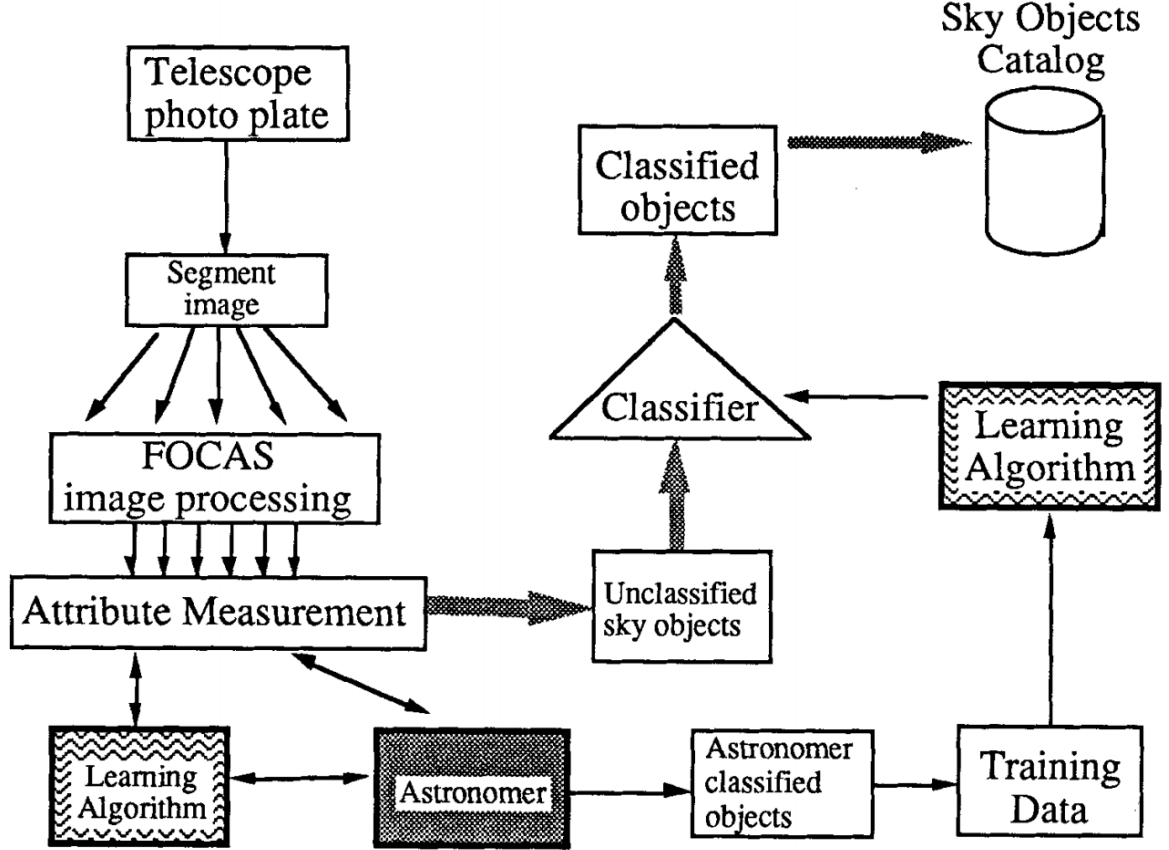 Telescope
photo plate
Segment
image
FOCAS
image processing
Attribute Measurement
Learning
Algorithm
Astronomer
Astronomer
classified
objects
Training
Data
Learning
Algorithm
Unclassified
sky objects
Classifier
Classified
objects
Sky Objects
Catalog